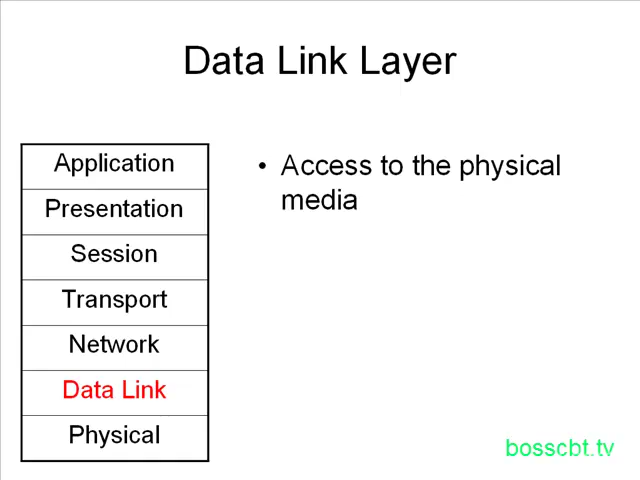 Data Link Layer
Application
Presentation
Session
Transport
Network
Data Link
Physical
• Access to the physical
media
bosscbt.tv